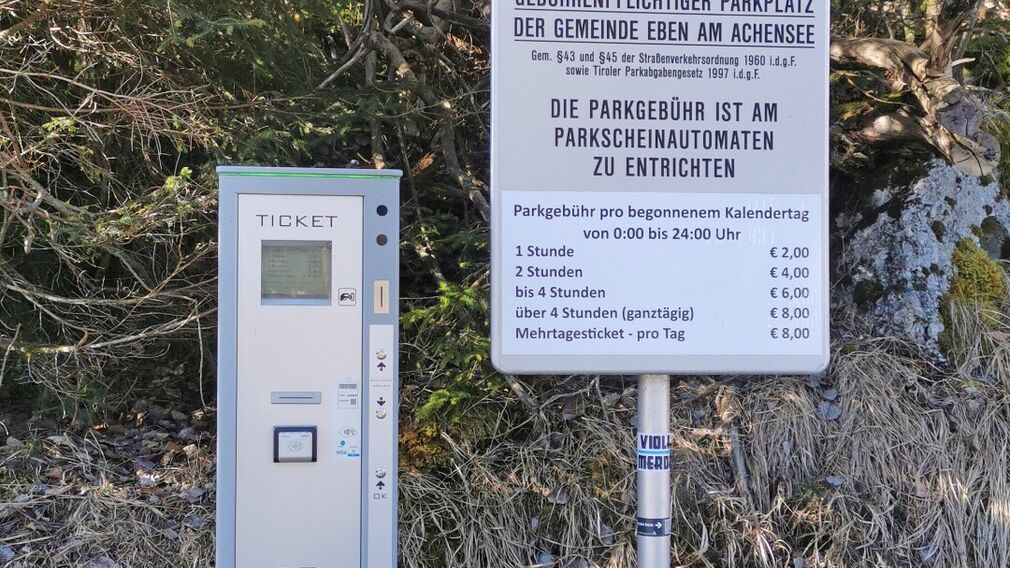 GEBÜHRENPFLICHTIGER PARKPLATZ
DER GEMEINDE EBEN AM ACHENSEE
Gem. §43 und §45 der Straßenverkehrsordnung 1960 i.d.g.F.
sowie Tiroler Parkabgabengesetz 1997 i.d.g.F.
DIE PARKGEBÜHR IST AM
PARKSCHEINAUTOMATEN
ZU ENTRICHTEN
Parkgebühr pro begonnenem Kalendertag
von 0:00 bis 24:00 Uhr
1 Stunde € 2,00
2 Stunden € 4,00
bis 4 Stunden € 6,00
über 4 Stunden (ganztägig) € 8,00
Mehrtagesticket - pro Tag € 8,00
TICKET
VISA
OK